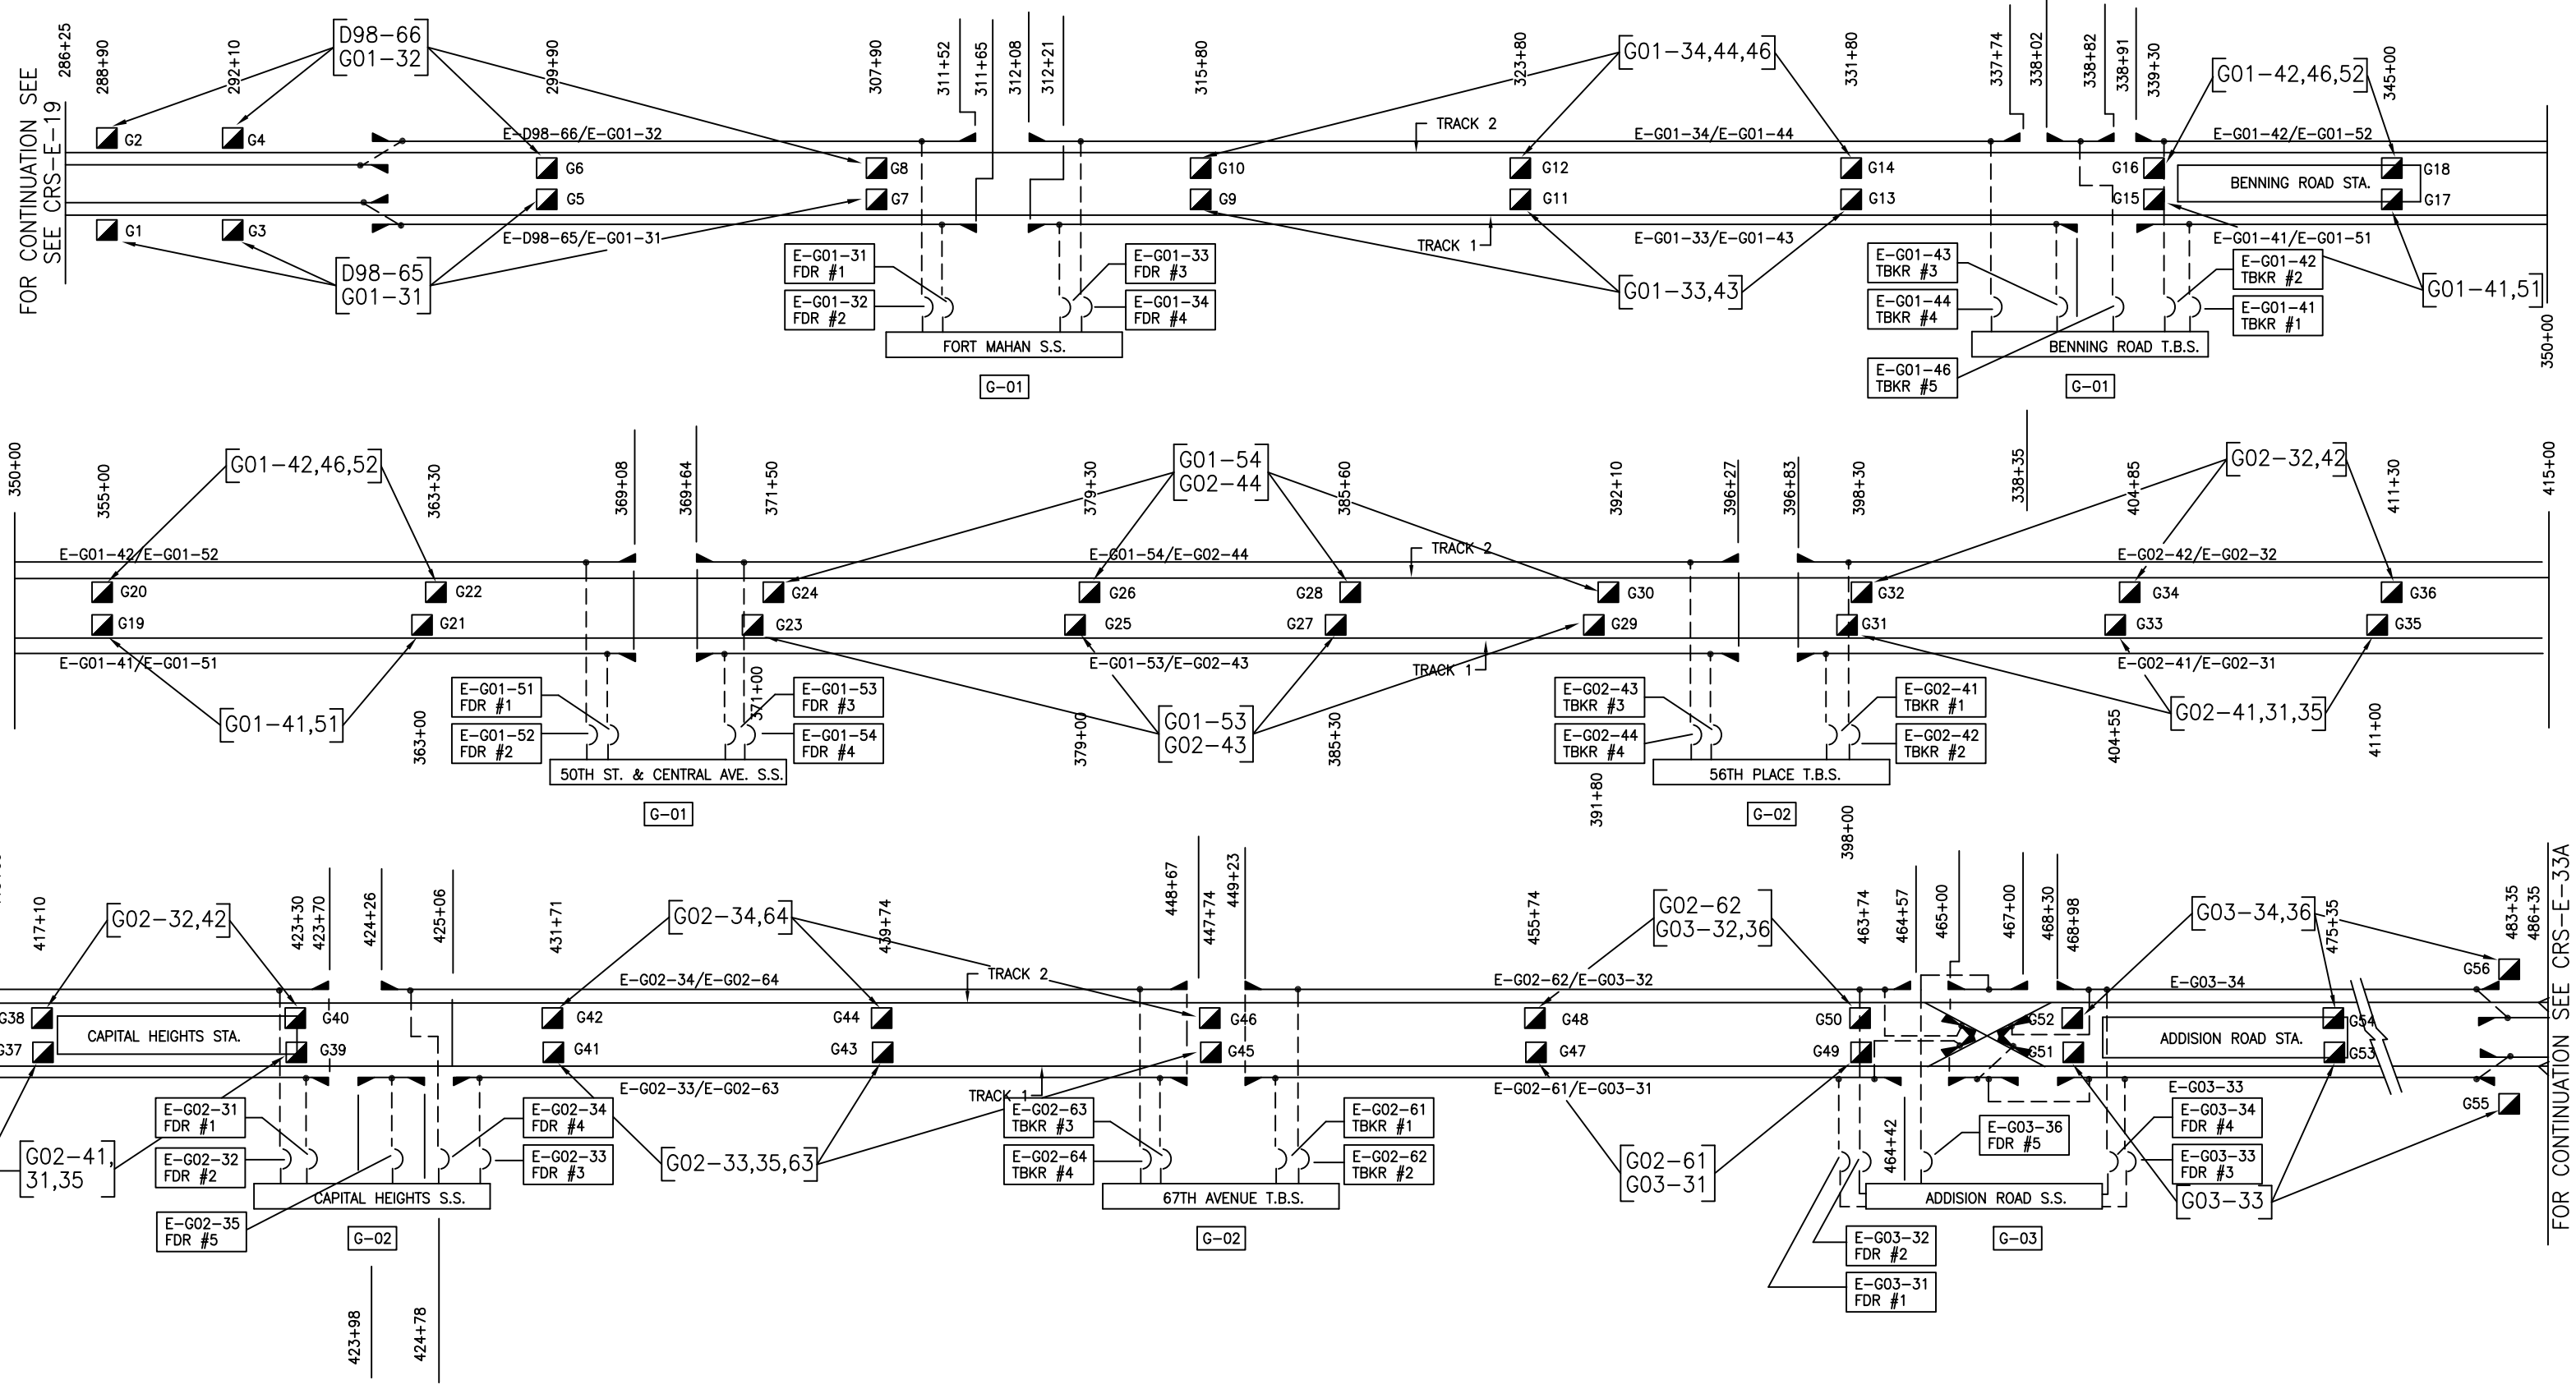 FOR CONTINUATION SEE
SEE CRS-E-19
286+25
288+90
292+10
D98-66
G01-32
299+90
307+90
311+52
311+65
312+08
312+21
315+80
323+80
G01-34,44,46
331+80
337+74
338+02
338+82
338+91
339+30
G01-42,46,52
345+00
G2
G4
E-D98-66/E-G01-32
TRACK 2
E-G01-34/E-G01-44
E-G01-42/E-G01-52
G6
G8
G10
G12
G14
G16
G18
BENNING ROAD STA.
G5
G7
G9
G11
G13
G15
G17
G1
G3
E-D98-65/E-G01-31
TRACK 1
E-G01-33/E-G01-43
E-G01-41/E-G01-51
D98-65
G01-31
E-G01-31
FDR #1
E-G01-32
FDR #2
E-G01-33
FDR #3
E-G01-34
FDR #4
G01-33,43
E-G01-43
TBKR #3
E-G01-44
TBKR #4
E-G01-42
TBKR #2
E-G01-41
TBKR #1
G01-41,51
FORT MAHAN S.S.
BENNING ROAD T.B.S.
350+00
G-01
E-G01-46
TBKR #5
G-01
350+00
355+00
G01-42,46,52
363+30
369+08
369+64
371+50
379+30
G01-54
G02-44
385+60
392+10
396+27
396+83
398+30
338+35
404+85
G02-32,42
411+30
415+00
E-G01-42/E-G01-52
E-G01-54/E-G02-44
TRACK 2
E-G02-42/E-G02-32
G20
G22
G24
G26
G28
G30
G32
G34
G36
G19
G21
G23
G25
G27
G29
G31
G33
G35
E-G01-41/E-G01-51
E-G01-53/E-G02-43
TRACK 1
E-G02-41/E-G02-31
G01-41,51
363+00
E-G01-51
FDR #1
E-G01-52
FDR #2
371+00
E-G01-53
FDR #3
E-G01-54
FDR #4
379+00
G01-53
G02-43
385+30
E-G02-43
TBKR #3
E-G02-44
TBKR #4
E-G02-41
TBKR #1
E-G02-42
TBKR #2
404+55
G02-41,31,35
411+00
50TH ST. & CENTRAL AVE. S.S.
56TH PLACE T.B.S.
391+80
G-01
G-02
398+00
417+10
G02-32,42
423+30
423+70
424+26
425+06
431+71
G02-34,64
439+74
448+67
447+74
449+23
455+74
G02-62
G03-32,36
463+74
464+57
465+00
467+00
468+30
468+98
G03-34,36
475+35
483+35
486+35
FOR CONTINUATION SEE CRS-E-33A
E-G02-34/E-G02-64
TRACK 2
E-G02-62/E-G03-32
E-G03-34
G56
G38
CAPITAL HEIGHTS STA.
G40
G42
G44
G46
G48
G50
G52
ADDISION ROAD STA.
G54
G37
G39
G41
G43
G45
G47
G49
G51
G53
E-G02-33/E-G02-63
TRACK 1
E-G02-61/E-G03-31
E-G03-33
G55
G02-41,
31,35
E-G02-31
FDR #1
E-G02-32
FDR #2
E-G02-34
FDR #4
E-G02-33
FDR #3
G02-33,35,63
E-G02-63
TBKR #3
E-G02-64
TBKR #4
E-G02-61
TBKR #1
E-G02-62
TBKR #2
G02-61
G03-31
464+42
E-G03-36
FDR #5
E-G03-34
FDR #4
E-G03-33
FDR #3
G03-33
CAPITAL HEIGHTS S.S.
67TH AVENUE T.B.S.
ADDISION ROAD S.S.
E-G02-35
FDR #5
G-02
G-02
G-03
E-G03-32
FDR #2
E-G03-31
FDR #1
423+98
424+78